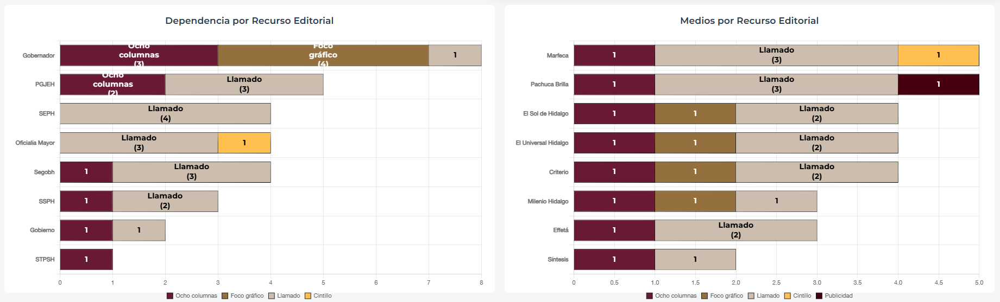 Dependencia por Recurso Editorial
Gobernador
Ocho
columnas
(3)
Foco
gráfico
(4)
1
PGJEH
Ocho
columnas
(2)
Llamado
(3)
SEPH
Llamado
(4)
Oficialía Mayor
Llamado
(3)
1
Segobh
1
Llamado
(3)
SSPH
1
Llamado
(2)
Gobierno
1
1
STPSH
1
0 1 2 3 4 5 6 7 8
Ocho columnas Foco gráfico Llamado Cintillo
Medios por Recurso Editorial
Marfeca
1
Llamado
(3)
1
Pachuca Brilla
1
Llamado
(3)
1
El Sol de Hidalgo
1
1
Llamado
(2)
El Universal Hidalgo
1
1
Llamado
(2)
Criterio
1
1
Llamado
(2)
Milenio Hidalgo
1
1
1
Effetá
1
Llamado
(2)
Síntesis
1
1
0 0.5 1.0 1.5 2.0 2.5 3.0 3.5 4.0 4.5 5.0
Ocho columnas Foco gráfico Llamado Cintillo Publicidad